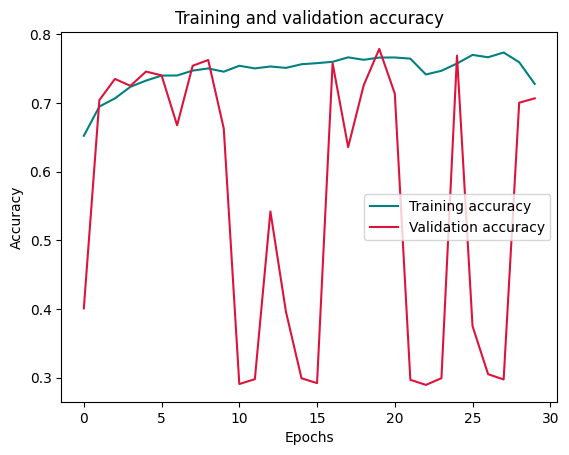 Training and validation accuracy
Accuracy
0.8
0.7
0.6
0.5
0.4
0.3
Training accuracy
Validation accuracy
0 5 10 15 20 25 30
Epochs